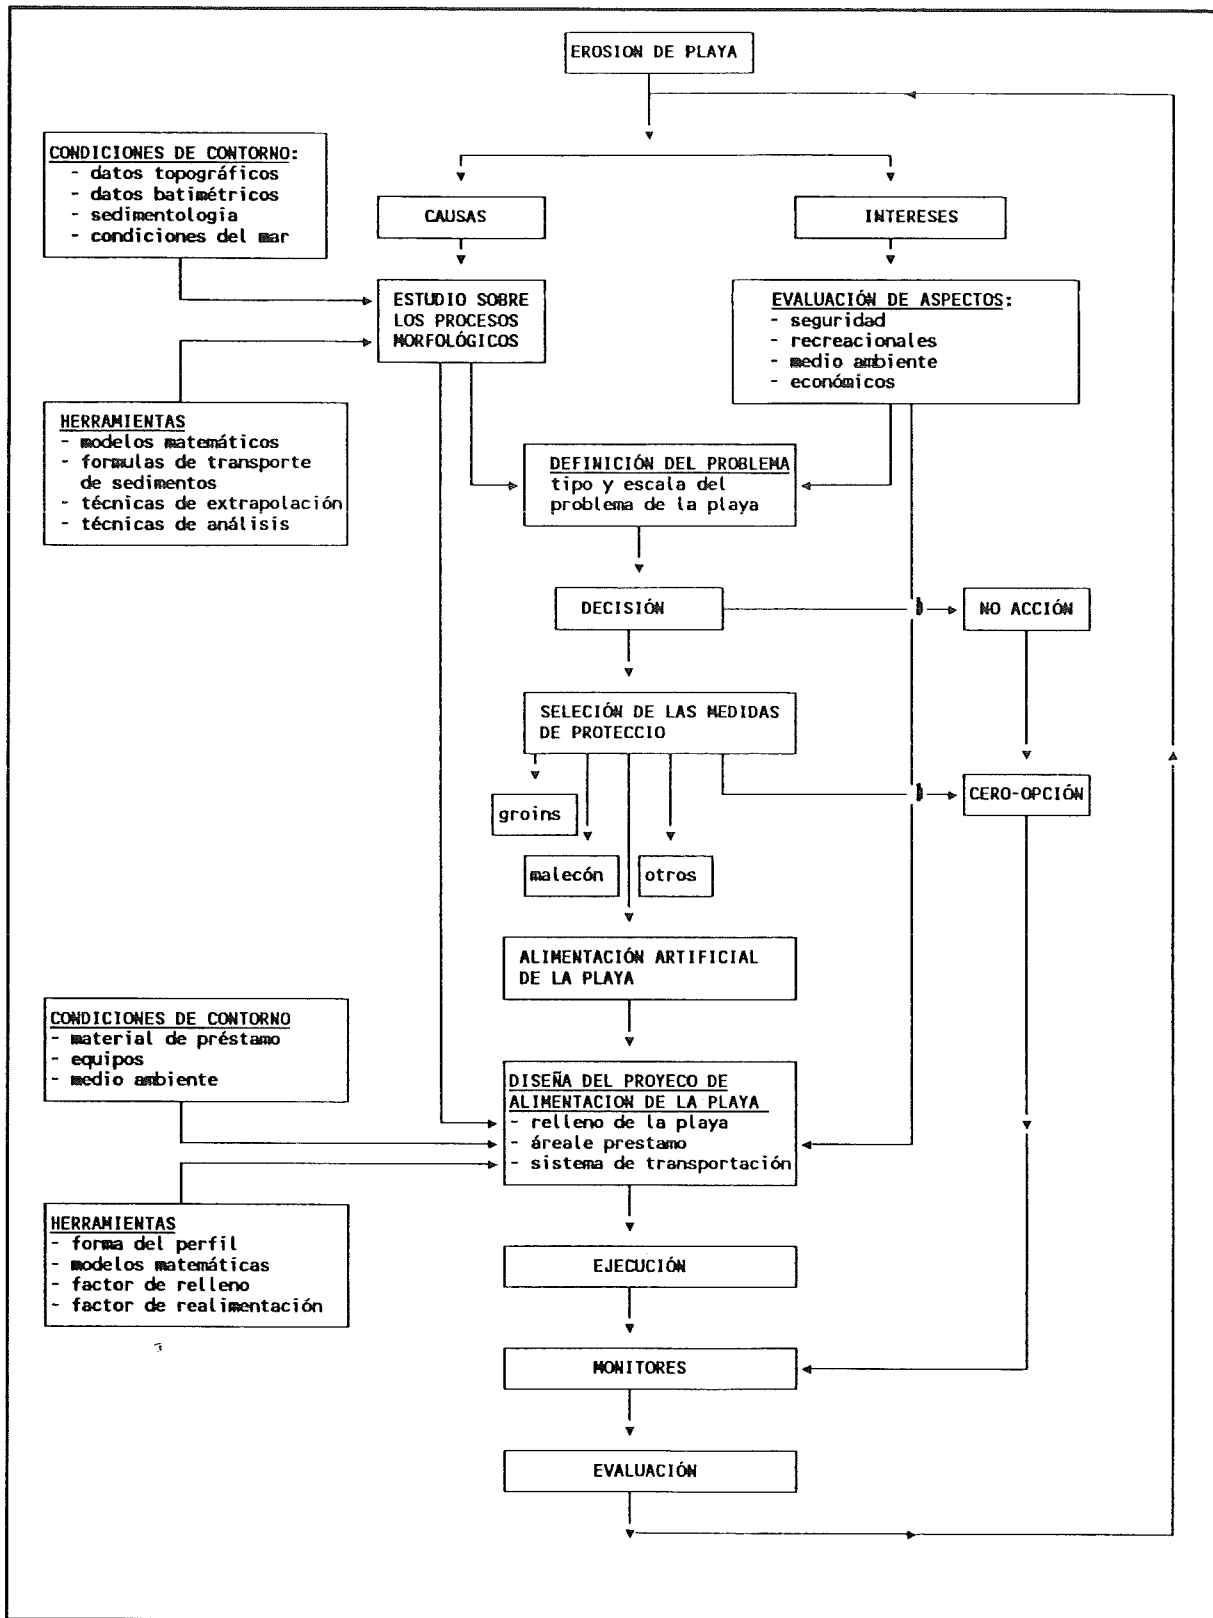 EROSION DE PLAYA
CONDICIONES DE CONTORNO:
- datos topográficos
- datos batimétricos
- sedimentologia
- condiciones del mar
CAUSAS
INTERESES
ESTUDIO SOBRE
LOS PROCESOS
MORFOLÓGICOS
EVALUACIÓN DE ASPECTOS:
- seguridad
- recreacionales
- medio ambiente
- económicos
HERRAMIENTAS
- modelos matemáticos
- formulas de transporte
de sedimentos
- técnicas de extrapolación
- técnicas de análisis
DEFINICIÓN DEL PROBLEMA
tipo y escala del
problema de la playa
DECISIÓN
NO ACCIÓN
SELECIÓN DE LAS MEDIDAS
DE PROTECCIO
groins
CERO-OPCIÓN
malecón
otros
ALIMENTACIÓN ARTIFICIAL
DE LA PLAYA
CONDICIONES DE CONTORNO
- material de préstamo
- equipos
- medio ambiente
DISEÑA DEL PROYECO DE
ALIMENTACION DE LA PLAYA
- relleno de la playa
- áreale prestamo
- sistema de transportación
HERRAMIENTAS
- forma del perfil
- modelos matemáticas
- factor de relleno
- factor de realimentación
EJECUCIÓN
MONITORES
EVALUACIÓN